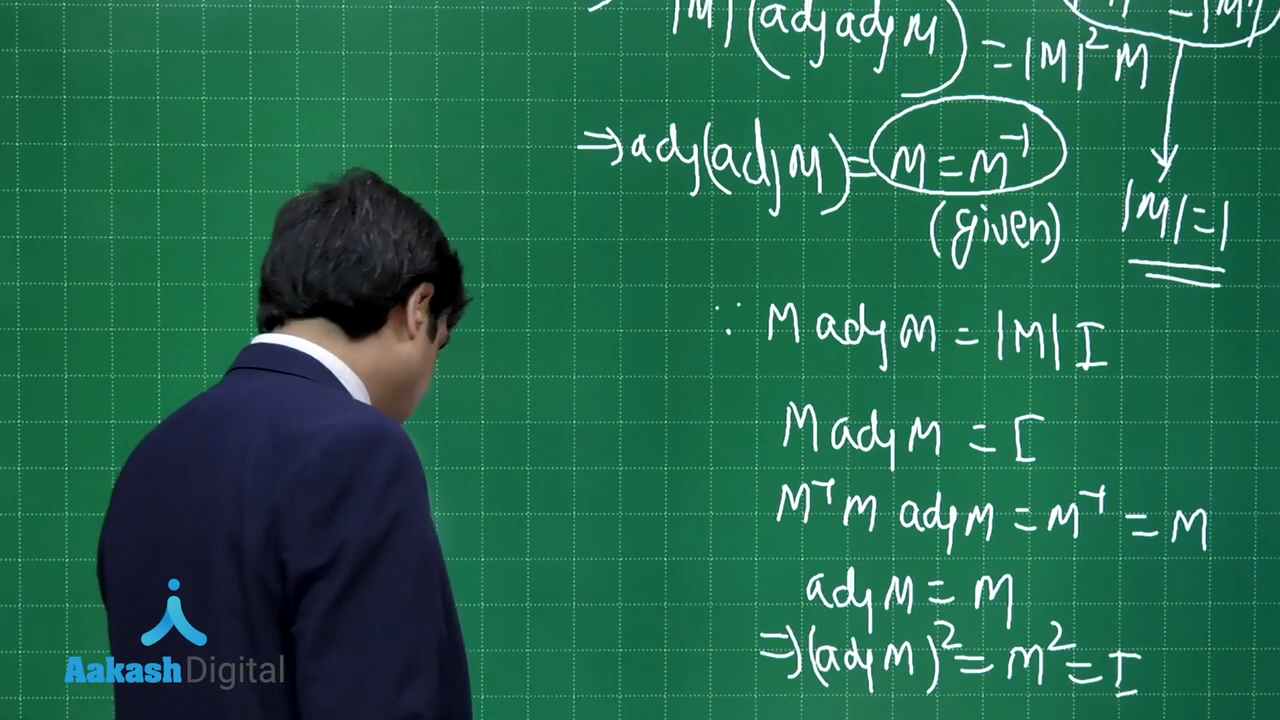 |M| (adj adj M) = |M|² M
⇒ adj(adj M) = M = M⁻¹
(given)
|M| = 1
∵ M adj M = |M| I
M adj M = I
M⁻¹ M adj M = M⁻¹ = M
adj M = M
⇒ (adj M)² = M² = I
Aakash Digital